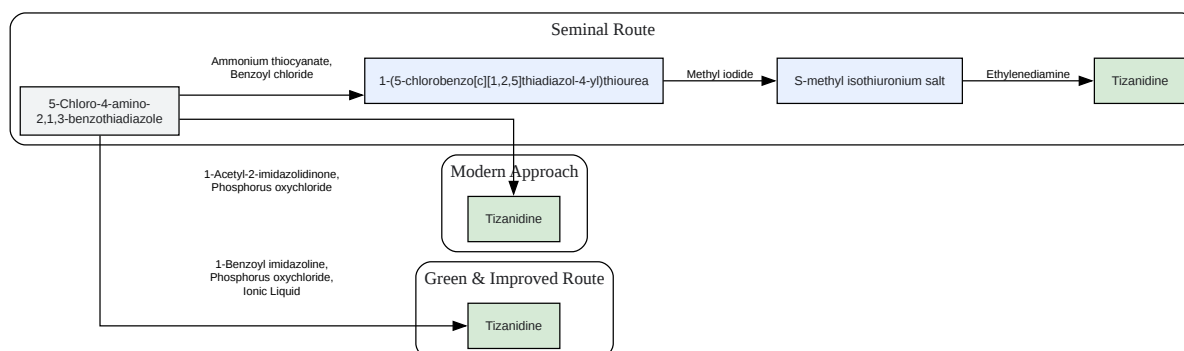 Seminal Route
Ammonium thiocyanate,
Benzoyl chloride
1-(5-chlorobenzo[c][1,2,5]thiadiazol-4-yl)thiourea
Methyl iodide
S-methyl isothiuronium salt
Ethylenediamine
Tizanidine
5-Chloro-4-amino-
2,1,3-benzothiadiazole
1-Acetyl-2-imidazolidinone,
Phosphorus oxychloride
Modern Approach
Tizanidine
1-Benzoyl imidazoline,
Phosphorus oxychloride,
Ionic Liquid
Green & Improved Route
Tizanidine